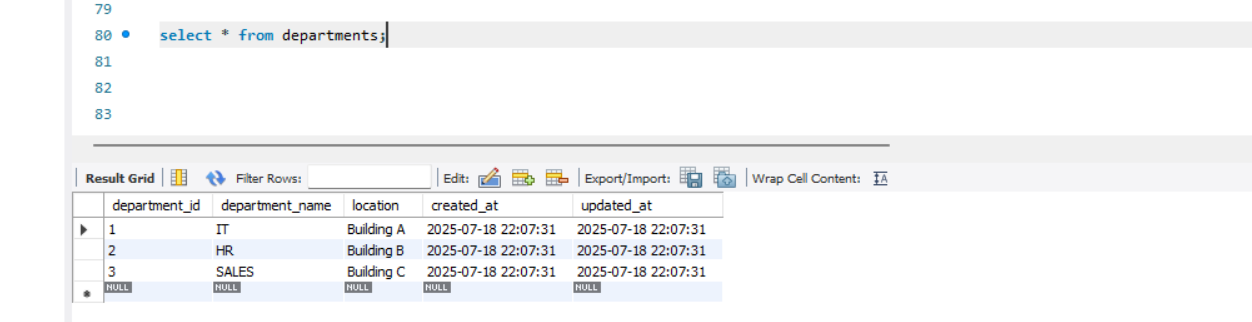 79
80 select * from departments;
81
82
83
Result Grid Filter Rows: Edit: Export/Import: Wrap Cell Content: IA
department_id department_name location created_at updated_at
1 IT Building A 2025-07-18 22:07:31 2025-07-18 22:07:31
2 HR Building B 2025-07-18 22:07:31 2025-07-18 22:07:31
3 SALES Building C 2025-07-18 22:07:31 2025-07-18 22:07:31
NULL NULL NULL NULL NULL